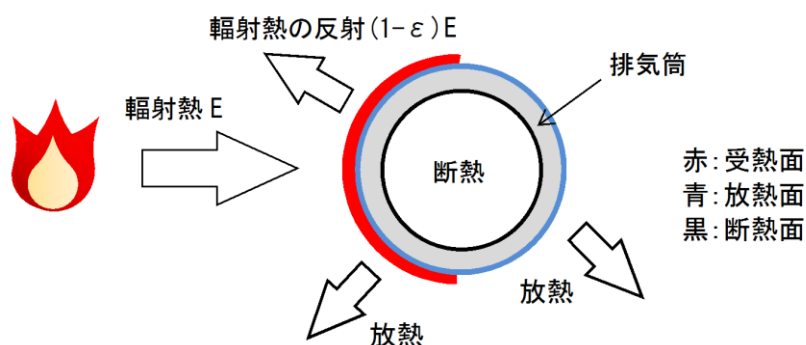 輻射熱の反射(1-ε)E
排気筒
輻射熱 E
断熱
赤:受熱面
青:放熱面
黒:断熱面
放熱
放熱